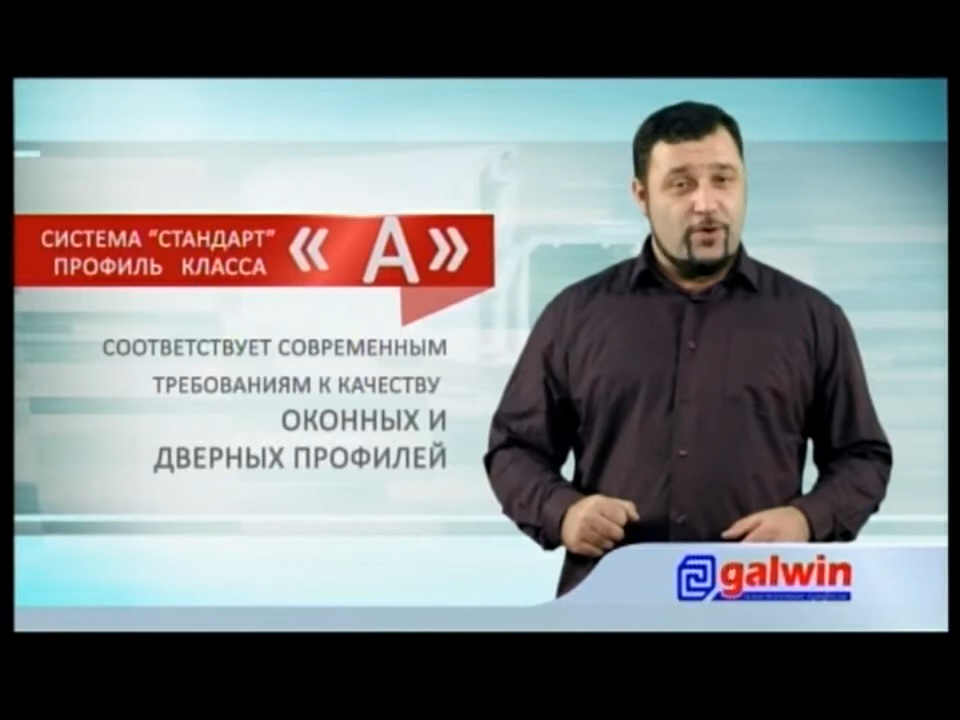 СИСТЕМА "СТАНДАРТ"
ПРОФИЛЬ КЛАССА
« А»
СООТВЕТСТВУЕТ СОВРЕМЕННЫМ
ТРЕБОВАНИЯМ К КАЧЕСТВУ
ОКОННЫХ И
ДВЕРНЫХ ПРОФИЛЕЙ
galwin